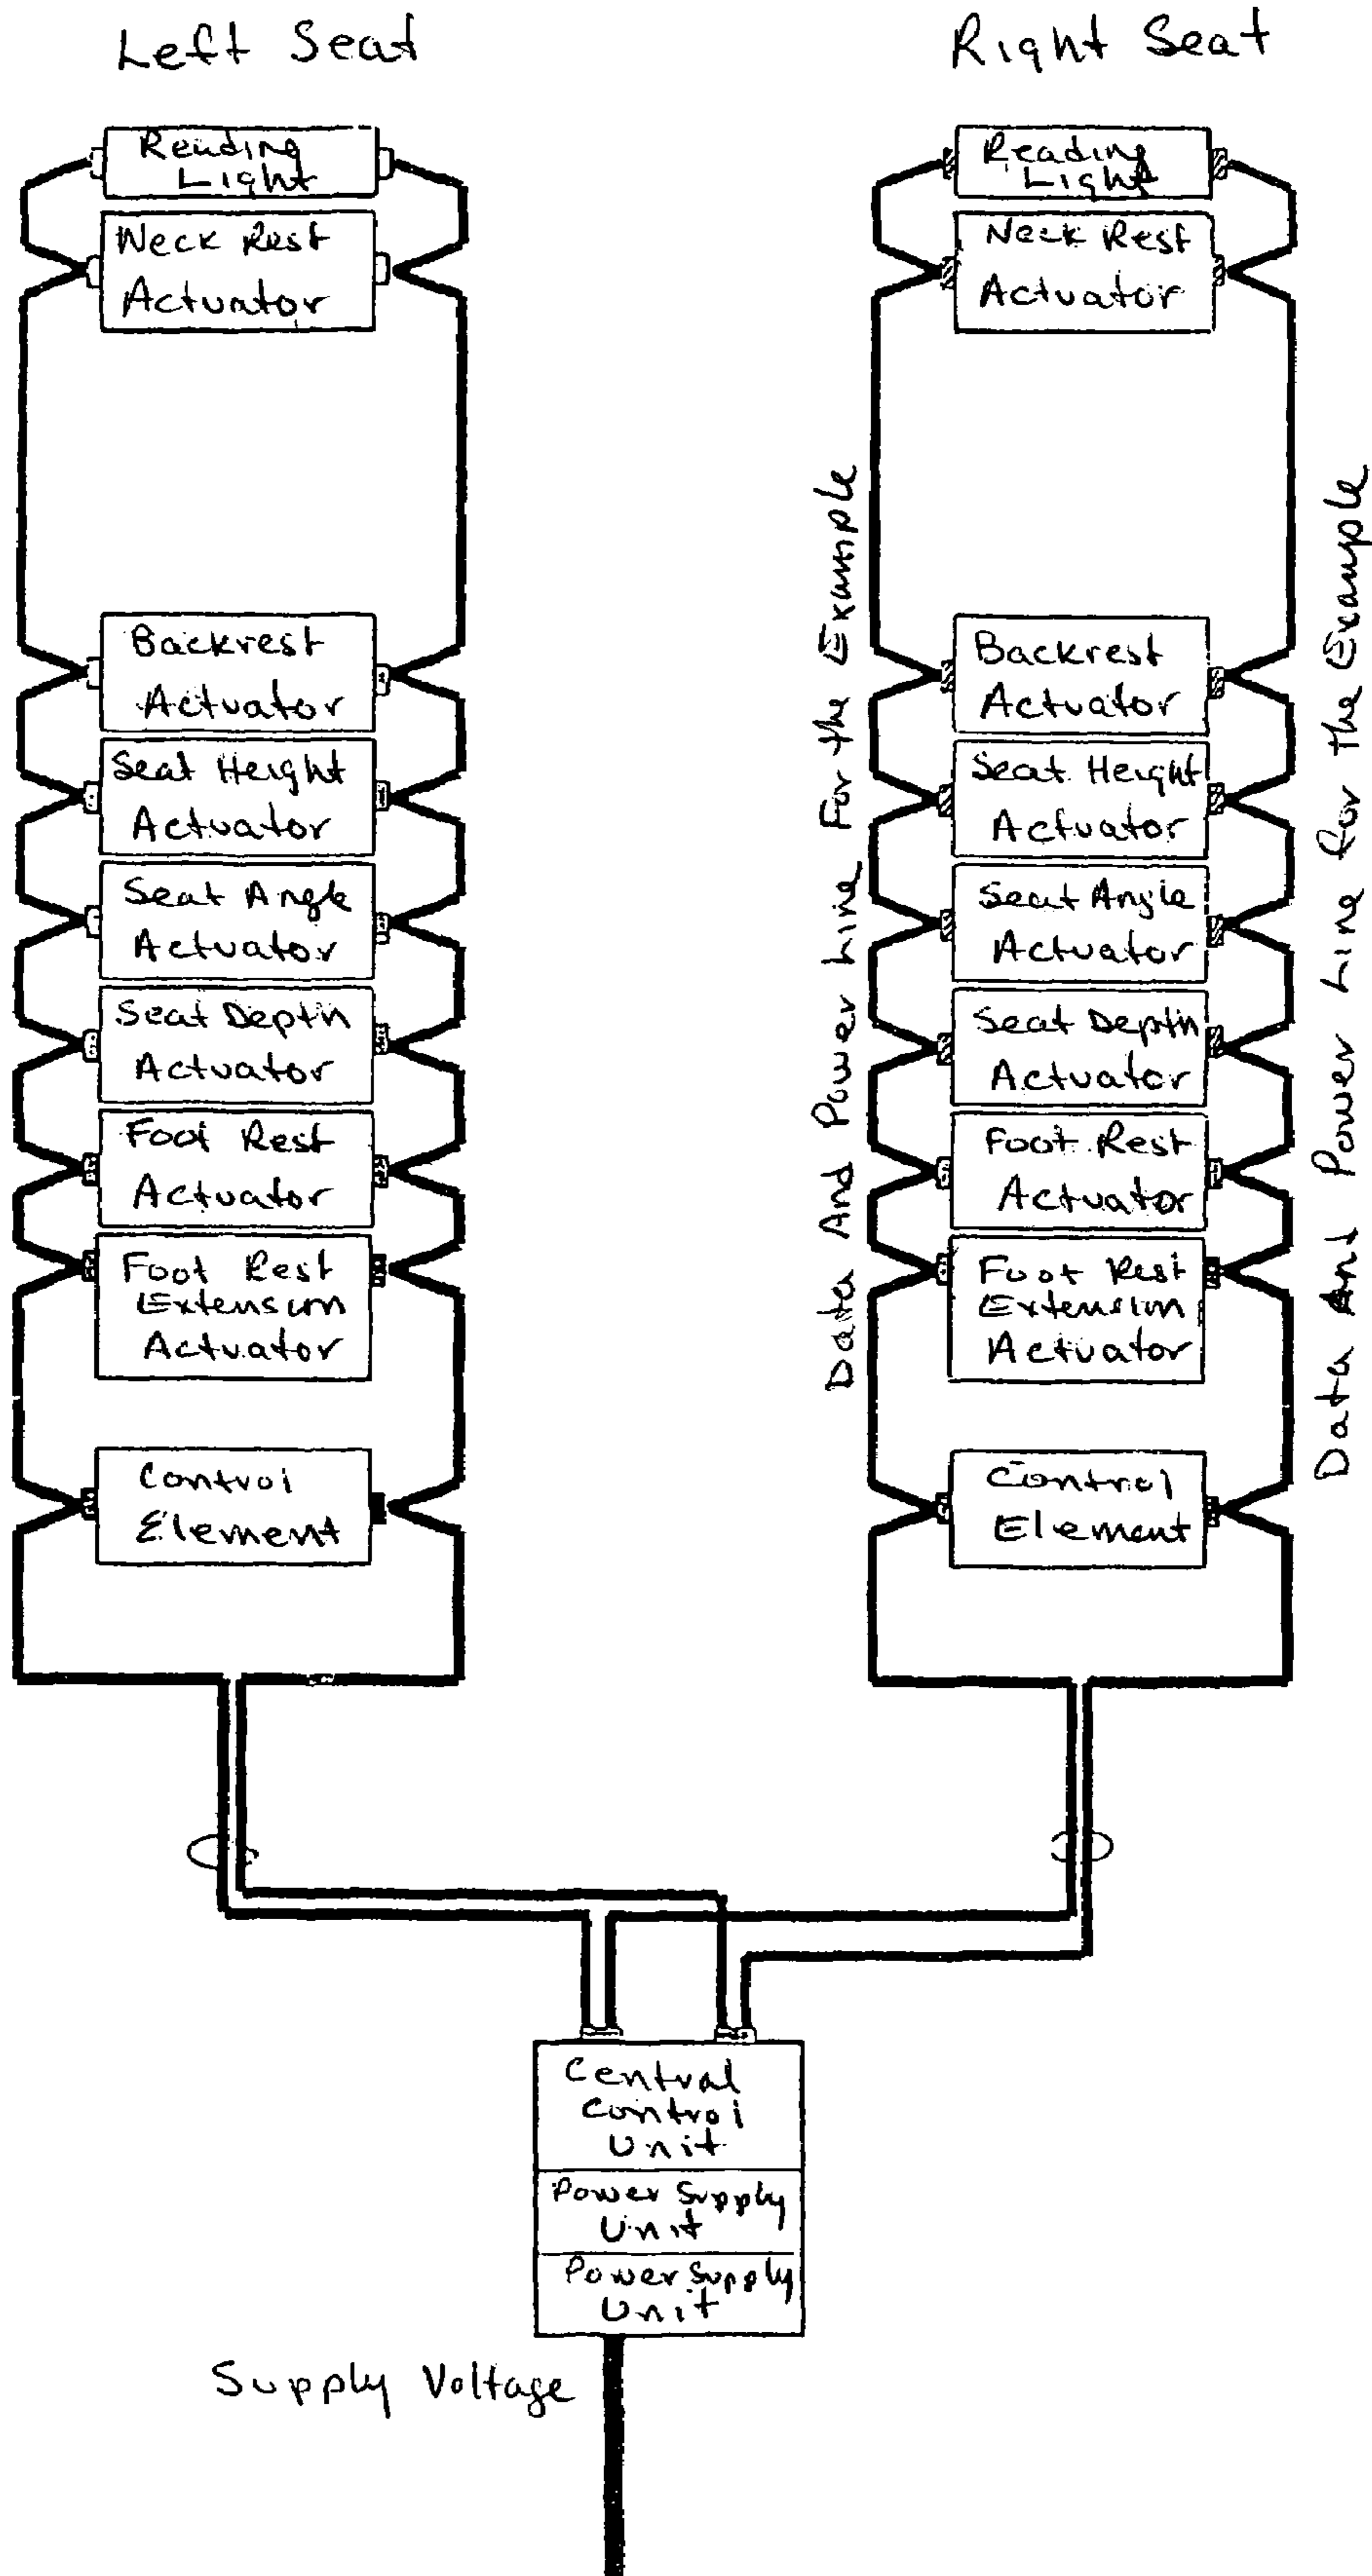 Left Seat
Reading
Light
Neck Rest
Actuator
Backrest
Actuator
Seat Height
Actuator
Seat Angle
Actuator
Seat Depth
Actuator
Foot Rest
Actuator
Foot Rest
Extension
Actuator
Control
Element
Right Seat
Reading
Light
Neck Rest
Actuator
Backrest
Actuator
Seat Height
Actuator
Seat Angle
Actuator
Seat Depth
Actuator
Foot Rest
Actuator
Foot Rest
Extension
Actuator
Control
Element
Data And Power Line For the Example
Data And Power Line for the Example
Central
Control
Unit
Power Supply
Unit
Power Supply
Unit
Supply Voltage